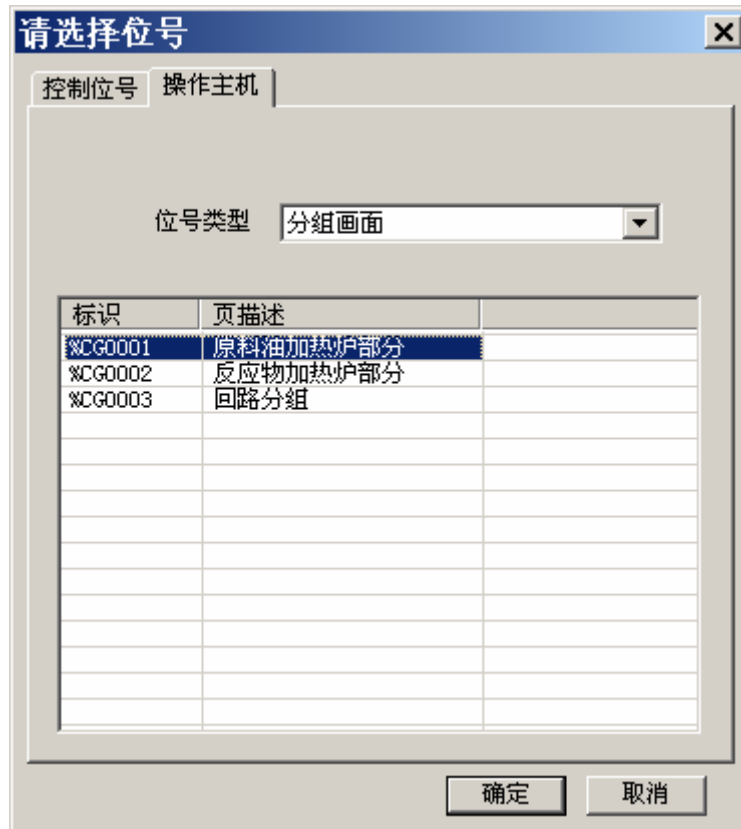 请选择位号
控制位号 操作主机
位号类型 分组画面
标识 页描述
%CG0001 原料油加热炉部分
%CG0002 反应物加热炉部分
%CG0003 回路分组
确定 取消